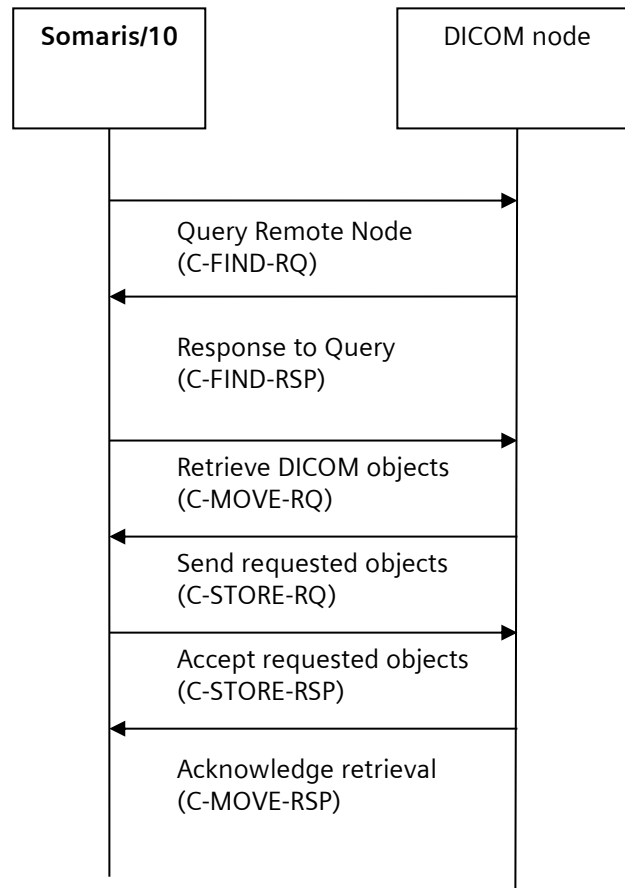 Somaris/10
DICOM node
Query Remote Node
(C-FIND-RQ)
Response to Query
(C-FIND-RSP)
Retrieve DICOM objects
(C-MOVE-RQ)
Send requested objects
(C-STORE-RQ)
Accept requested objects
(C-STORE-RSP)
Acknowledge retrieval
(C-MOVE-RSP)